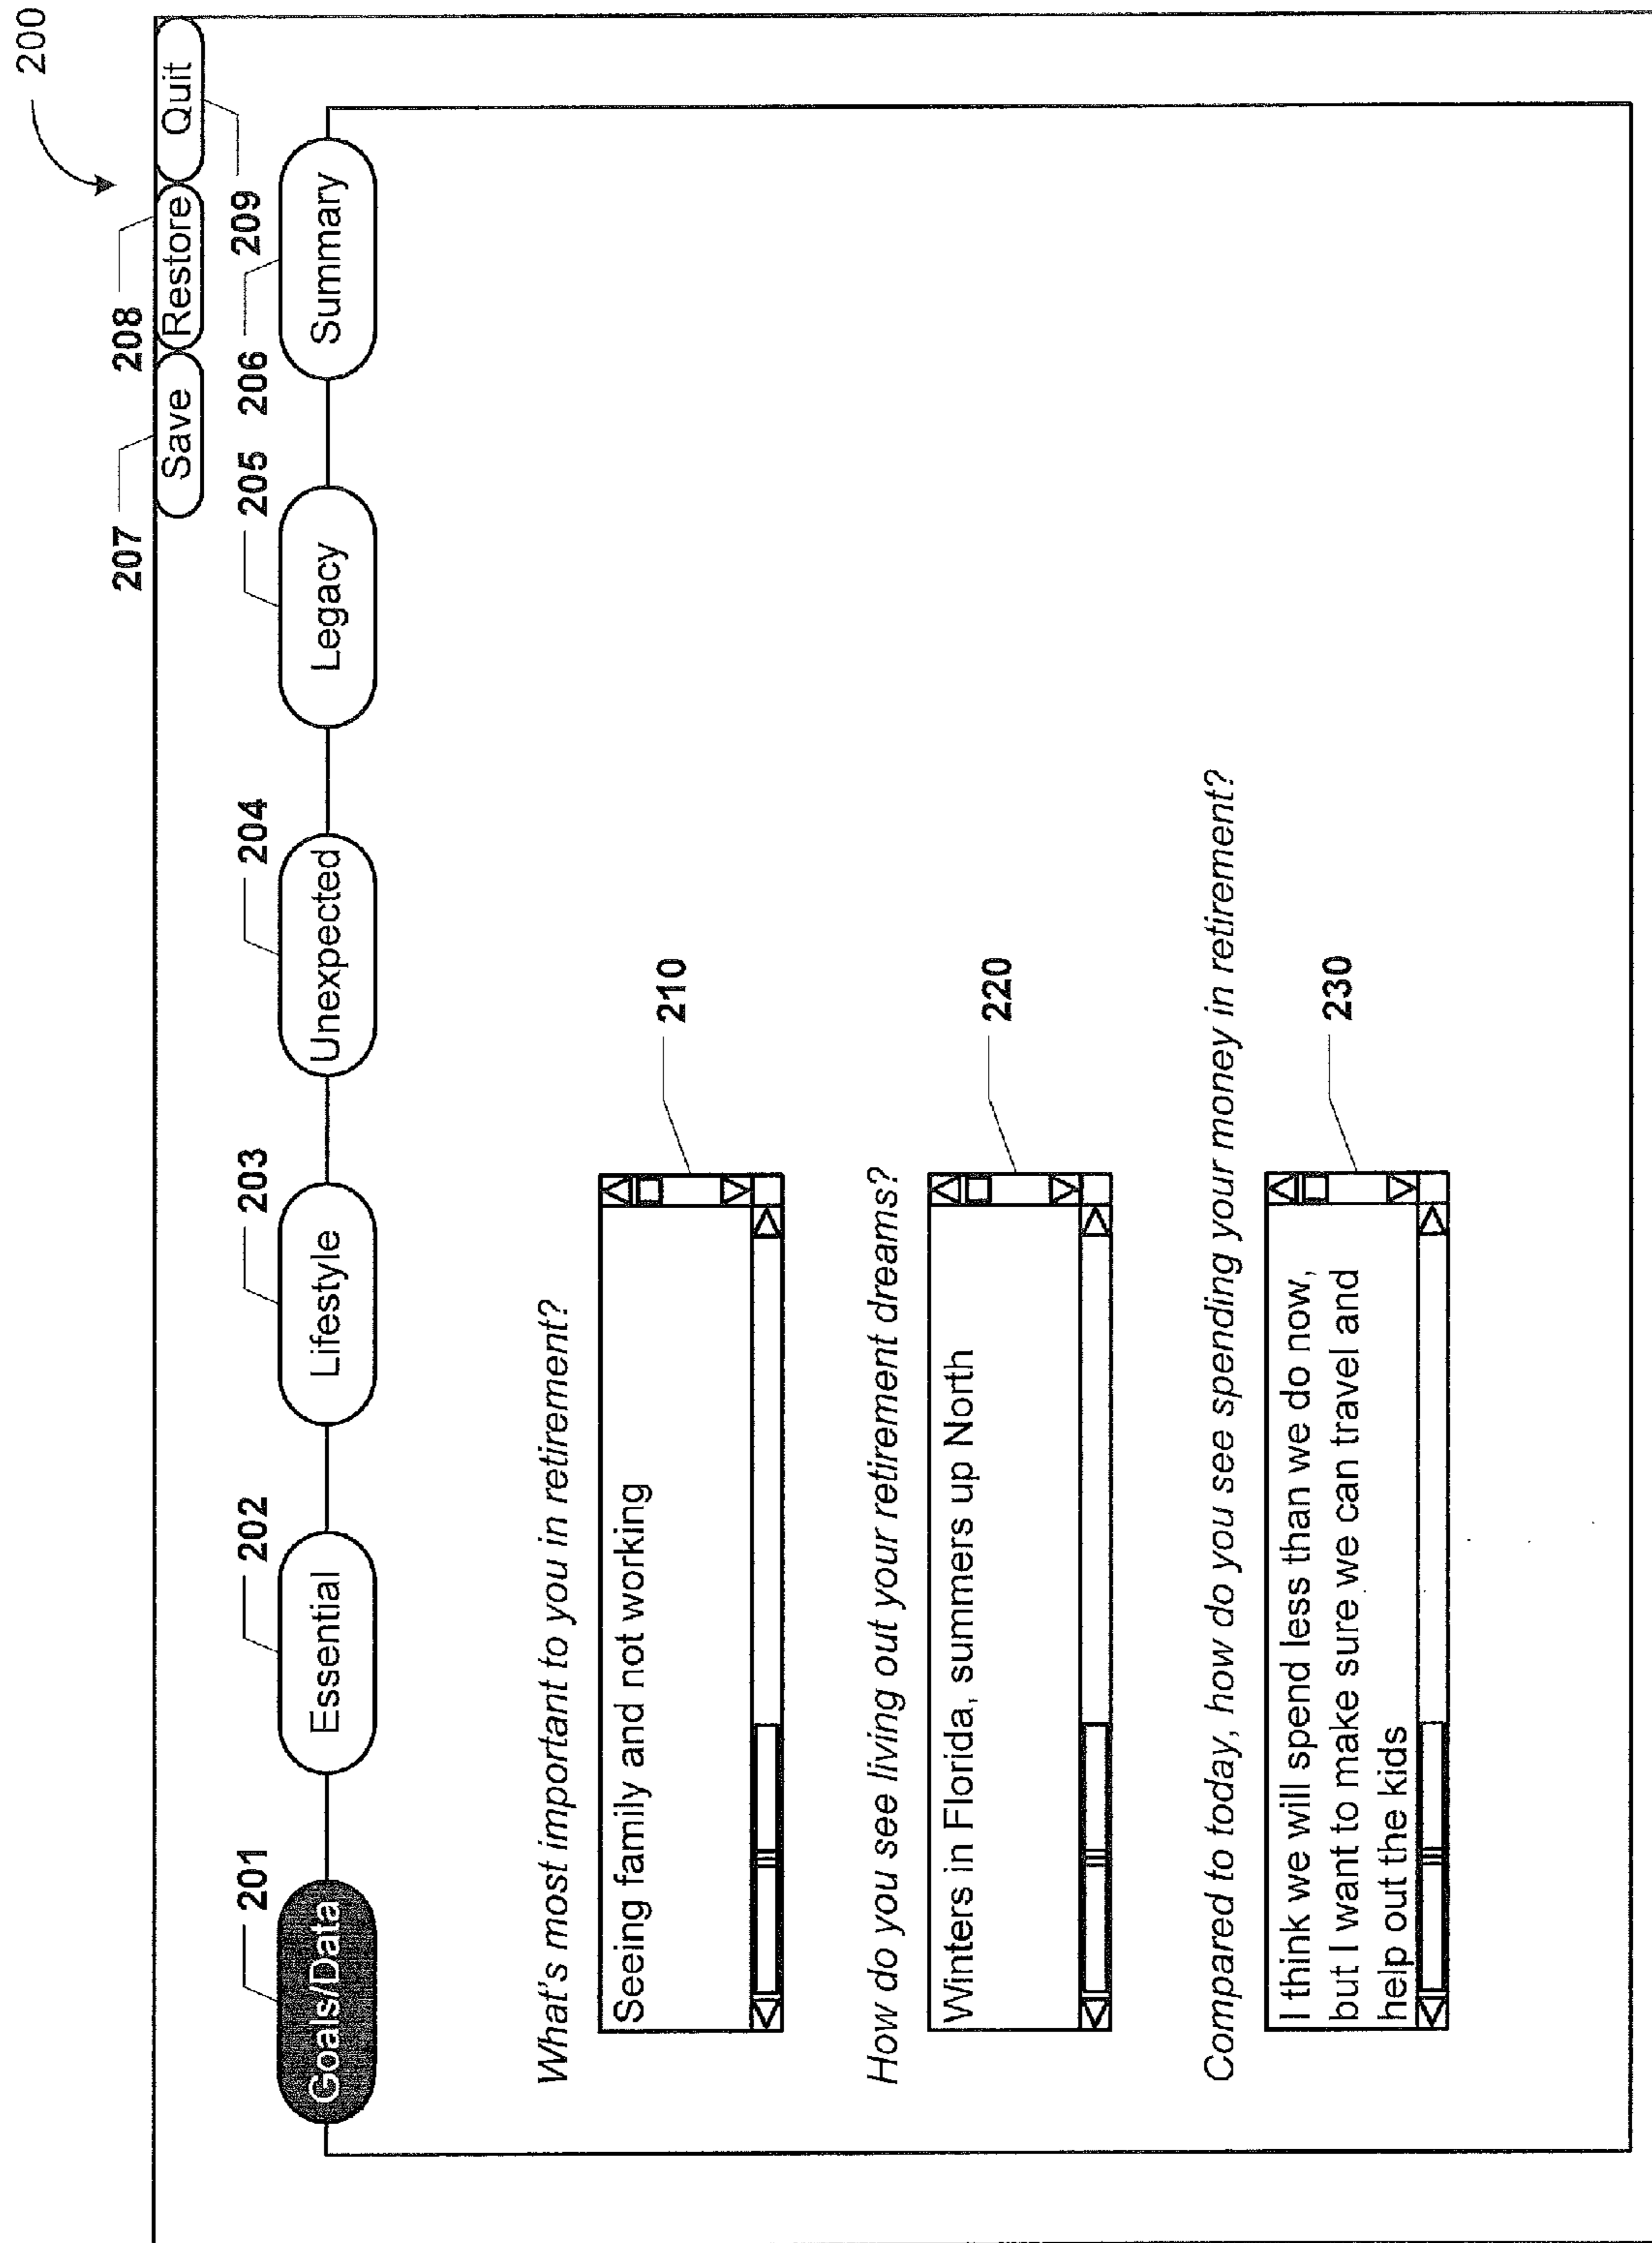 200
207 208
Save Restore Quit
201 202 203 204 205 206 209
Goals/Data Essential Lifestyle Unexpected Legacy Summary
What's most important to you in retirement?
Seeing family and not working
210
How do you see living out your retirement dreams?
Winters in Florida, summers up North
220
Compared to today, how do you see spending your money in retirement?
I think we will spend less than we do now,
but I want to make sure we can travel and
help out the kids
230